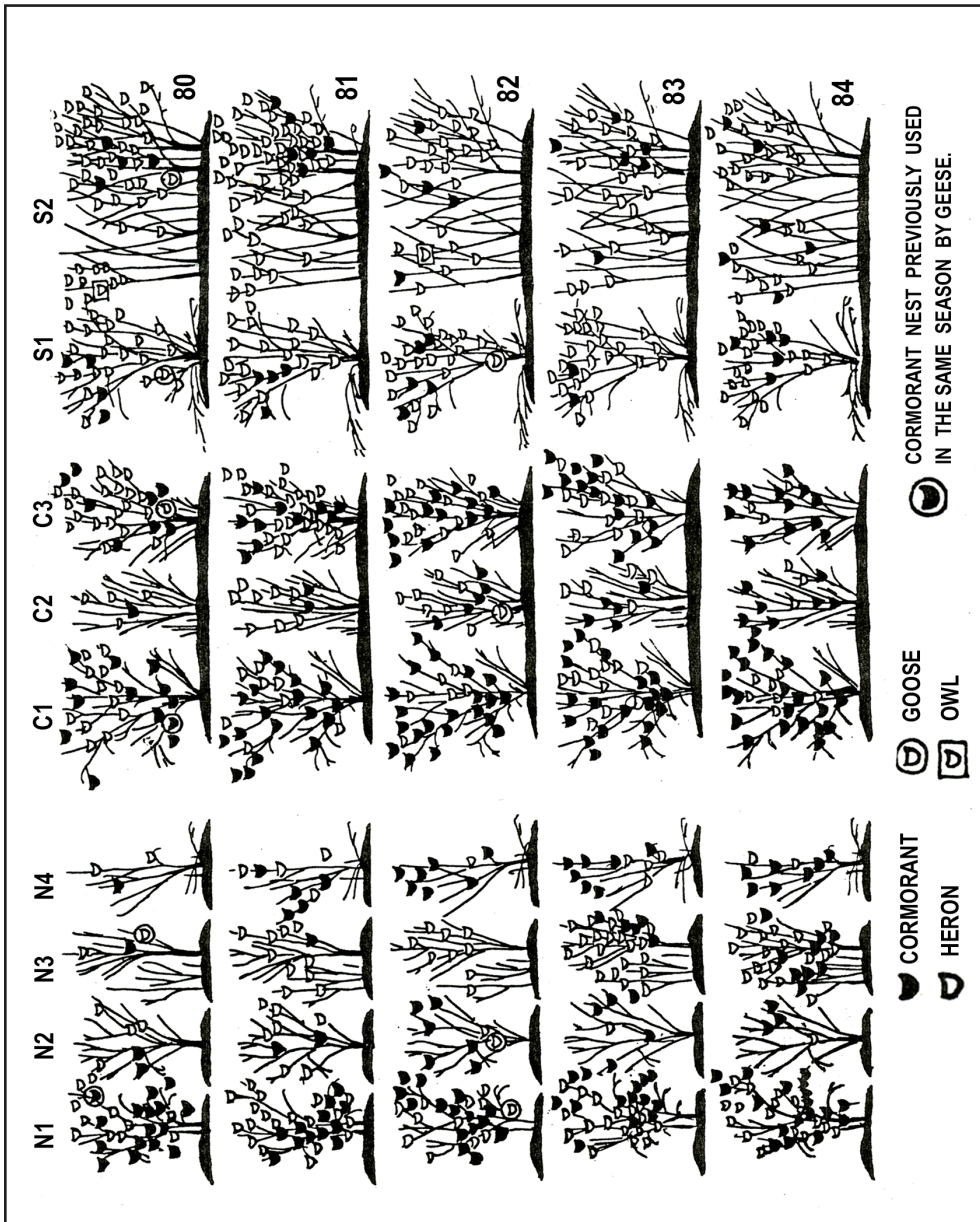 N1 N2 N3 N4 C1 C2 C3 S1 S2
80
81
82
83
84
CORMORANT
HERON
GOOSE
OWL
CORMORANT NEST PREVIOUSLY USED
IN THE SAME SEASON BY GEESE.